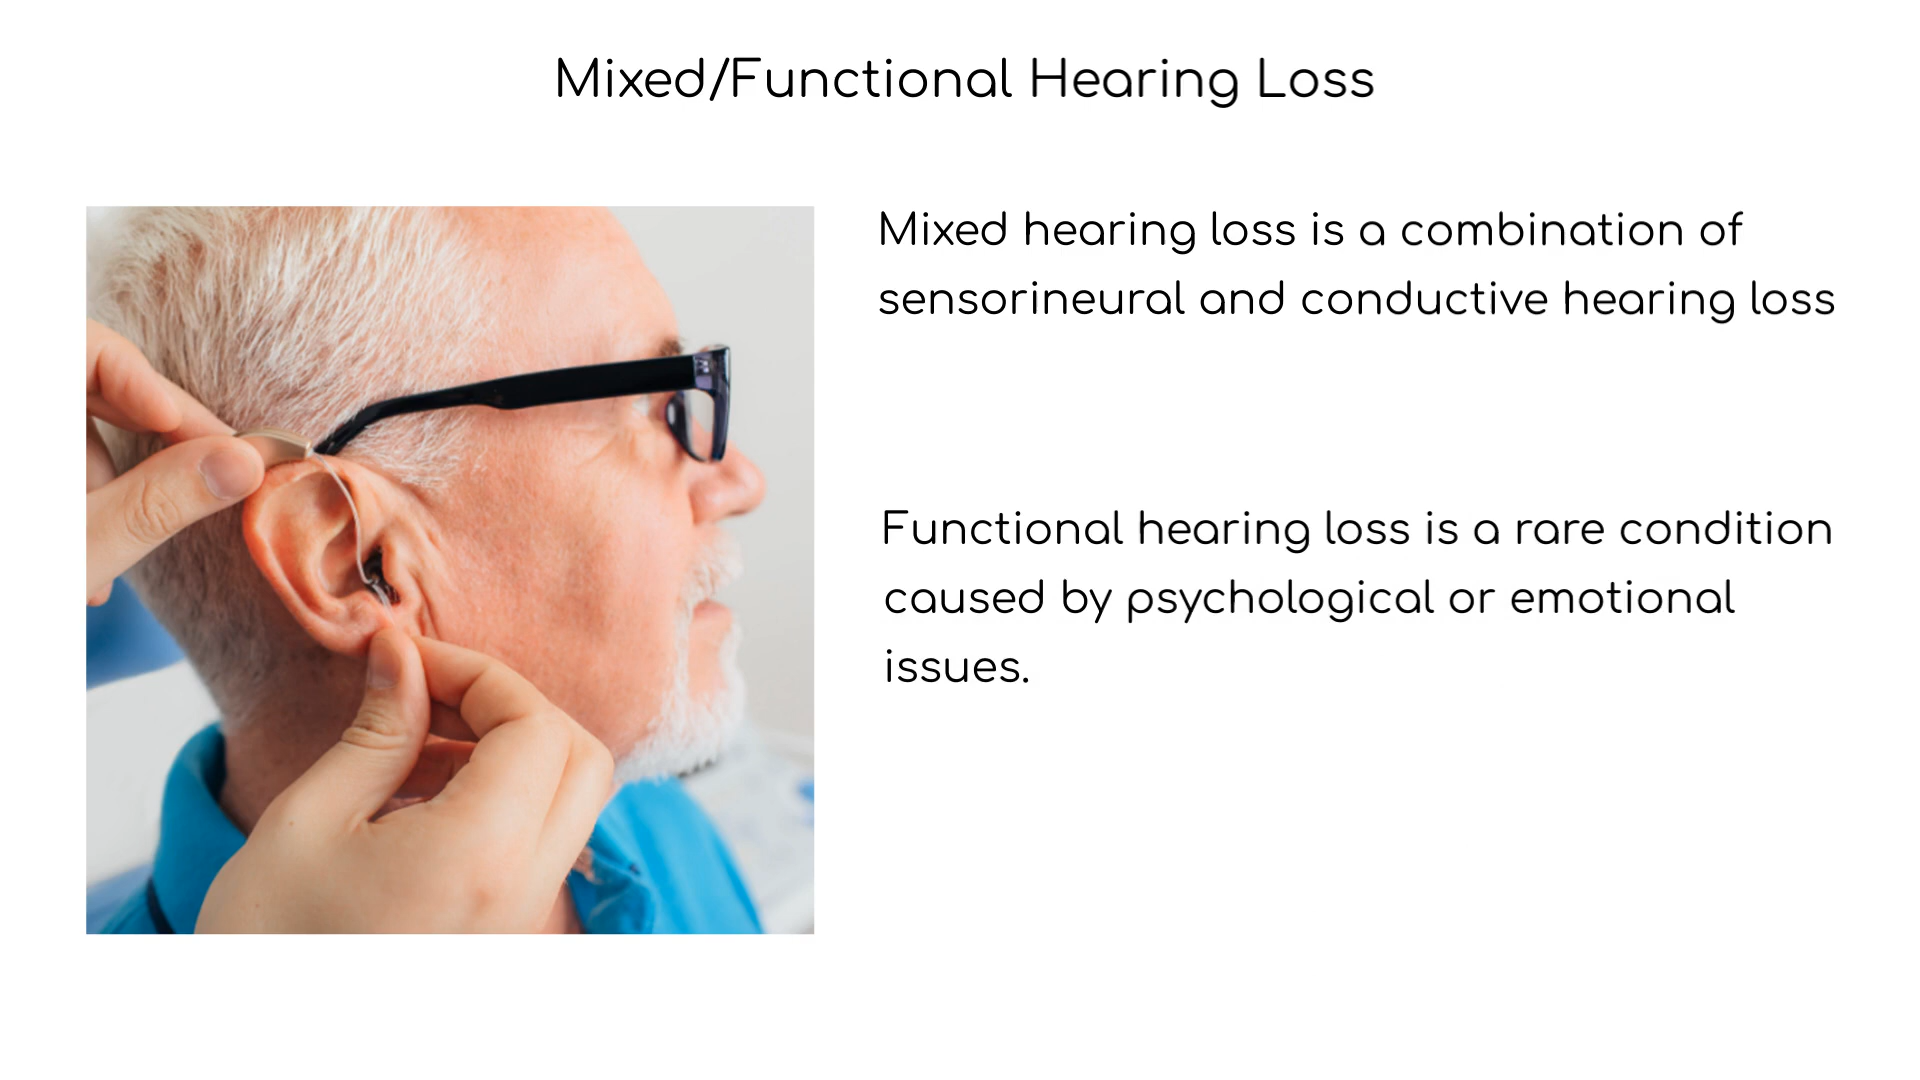 Mixed/Functional Hearing Loss
Mixed hearing loss is a combination of
sensorineural and conductive hearing loss
Functional hearing loss is a rare condition
caused by psychological or emotional
issues.